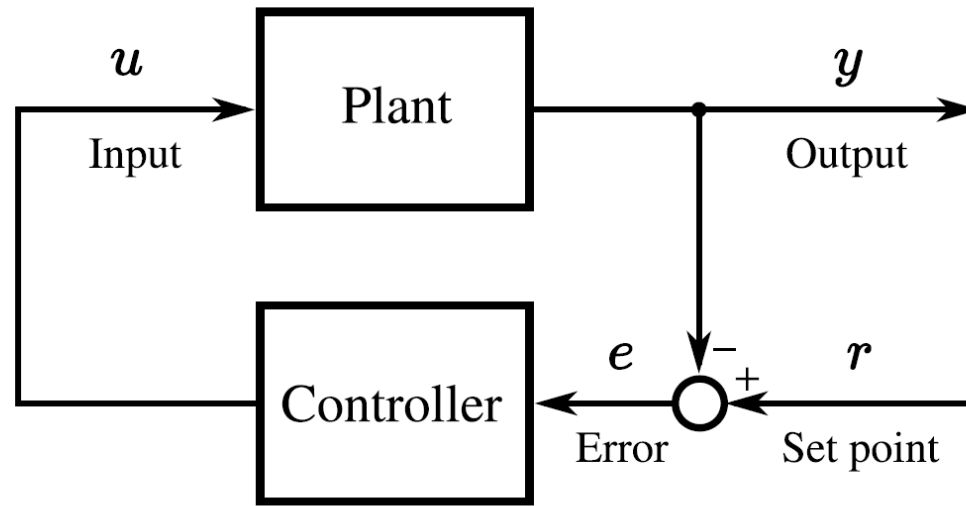 u
Input
Plant
y
Output
Controller
e
Error
−
+
r
Set point